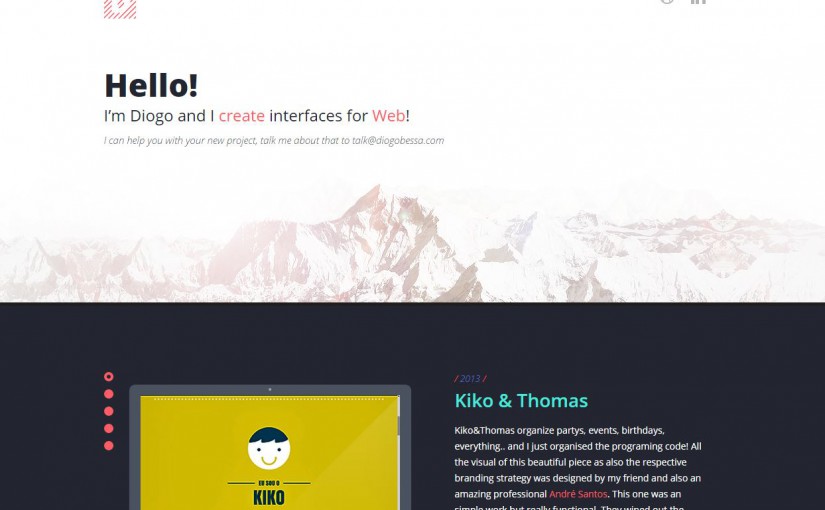 Hello!
I'm Diogo and I create interfaces for Web!
I can help you with your new project, talk me about that to talk@diogobessa.com
/ 2013 /
Kiko & Thomas
Kiko&Thomas organize partys, events, birthdays,
everything.. and I just organised the programing code! All
the visual of this beautiful piece as also the respective
branding strategy was designed by my friend and also an
amazing professional André Santos. This one was an
simple work but really functional. They wined out the
EU SOU O
KIKO